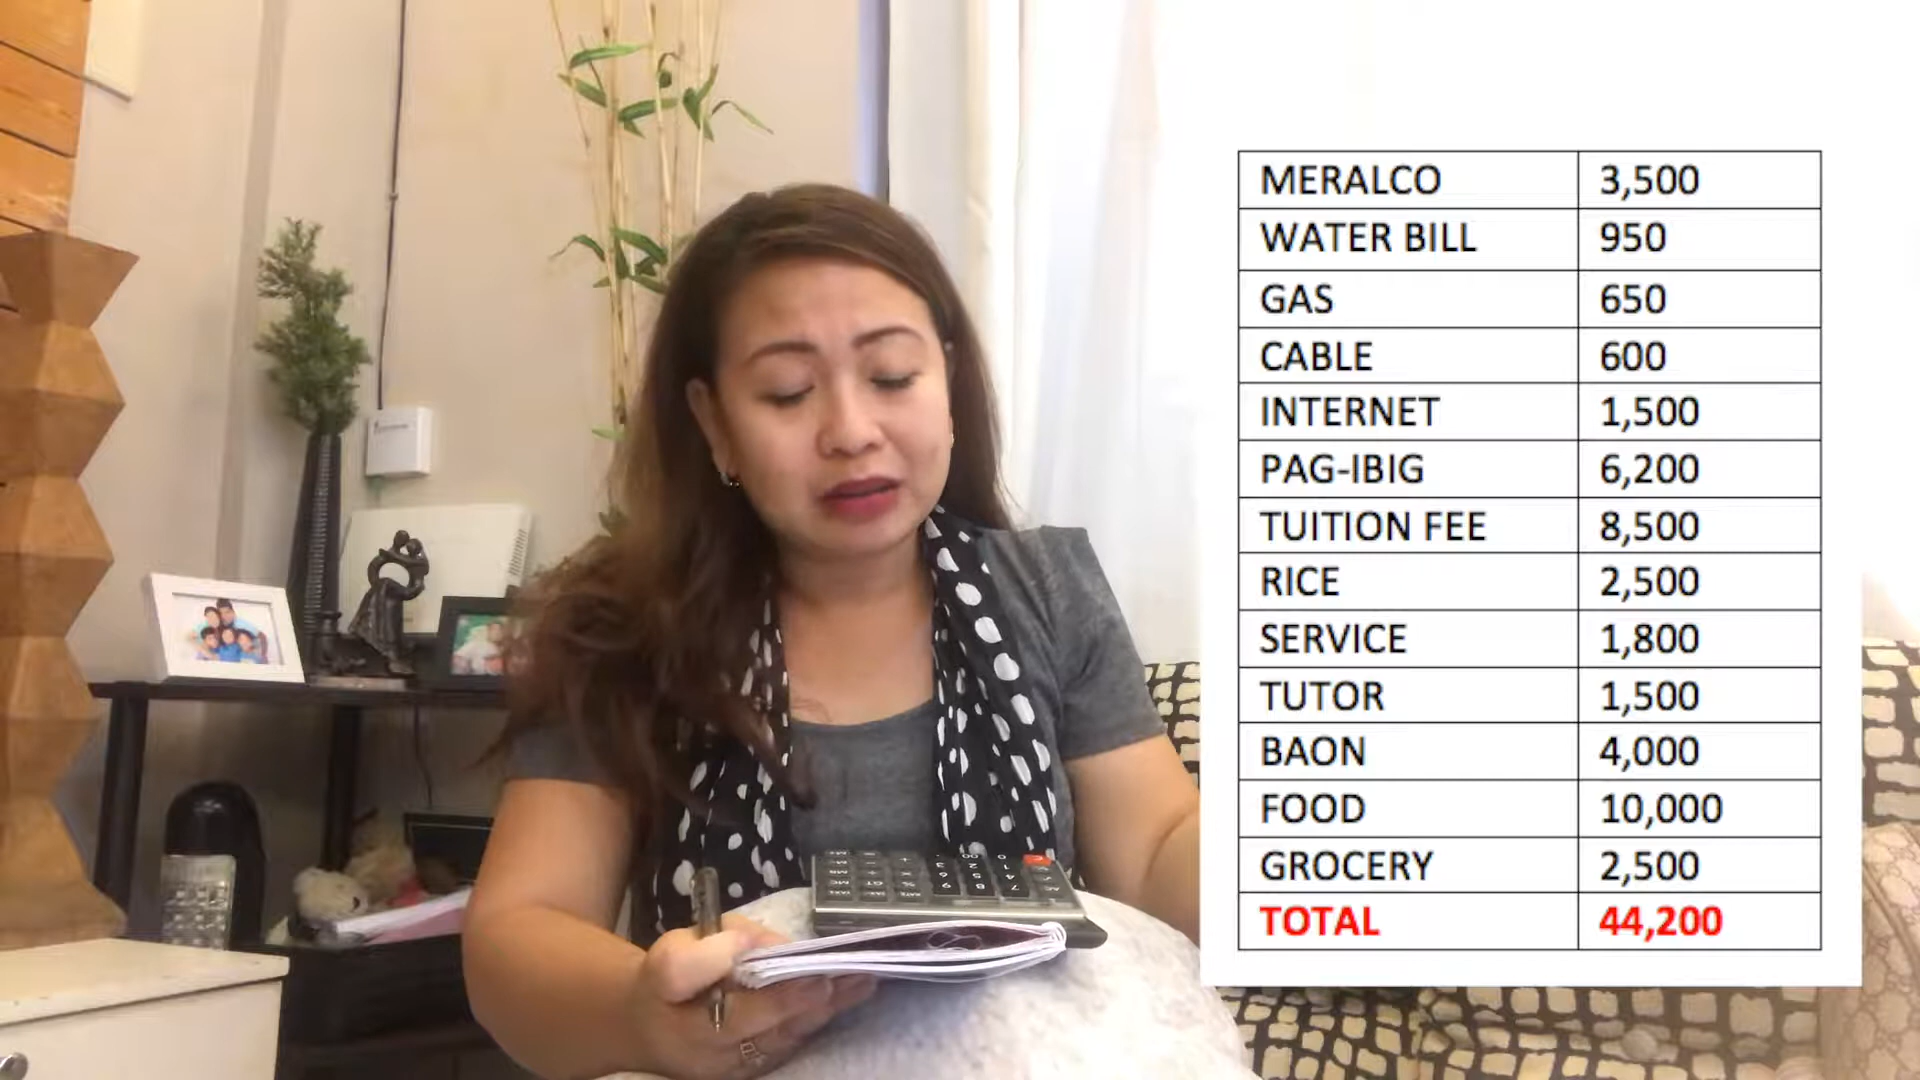 MERALCO 3,500
WATER BILL 950
GAS 650
CABLE 600
INTERNET 1,500
PAG-IBIG 6,200
TUITION FEE 8,500
RICE 2,500
SERVICE 1,800
TUTOR 1,500
BAON 4,000
FOOD 10,000
GROCERY 2,500
TOTAL 44,200